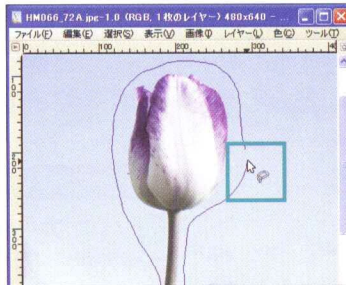 HM066_72A.jpg-1.0 (RGB, 1枚のレイヤー) 480x640 – ...
ファイル(F) 編集(E) 選択(S) 表示(V) 画像(I) レイヤー(L) 色(C) ツール(T)
0 100 200 300